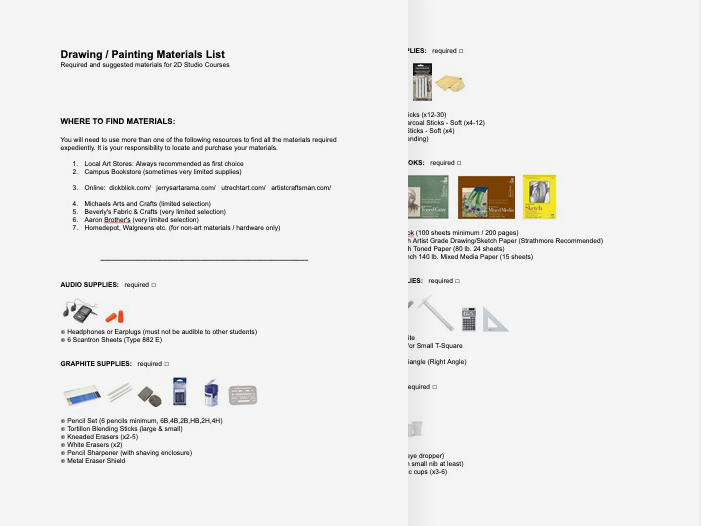 Drawing / Painting Materials List
Required and suggested materials for 2D Studio Courses
WHERE TO FIND MATERIALS:
You will need to use more than one of the following resources to find all the materials required
expediently. It is your responsibility to locate and purchase your materials.
1. Local Art Stores: Always recommended as first choice
2. Campus Bookstore (sometimes very limited supplies)
3. Online: dickblick.com/ jerrysartarama.com/ utrechtart.com/ artistcraftsman.com/
4. Michaels Arts and Crafts (limited selection)
5. Beverly's Fabric & Crafts (very limited selection)
6. Aaron Brother's (very limited selection)
7. Homedepot, Walgreens etc. (for non-art materials / hardware only)
AUDIO SUPPLIES: required □
Headphones or Earplugs (must not be audible to other students)
6 Scantron Sheets (Type 882 E)
GRAPHITE SUPPLIES: required □
Pencil Set (6 pencils minimum, 6B,4B,2B,HB,2H,4H)
Tortillon Blending Sticks (large & small)
Kneaded Erasers (x2-5)
White Erasers (x2)
Pencil Sharpener (with shaving enclosure)
Metal Eraser Shield
PLIES: required □
icks (x12-30)
arcoal Sticks - Soft (x4-12)
Sticks - Soft (x4)
ending)
OOKS: required □
Toned Gray
Mixed Media
Sketch
ok (100 sheets minimum / 200 pages)
h Artist Grade Drawing/Sketch Paper (Strathmore Recommended)
h Toned Paper (80 lb. 24 sheets)
nch 140 lb. Mixed Media Paper (15 sheets)
LIES: required □
ite
/or Small T-Square
iangle (Right Angle)
required □
eye dropper)
n small nib at least)
c cups (x3-6)